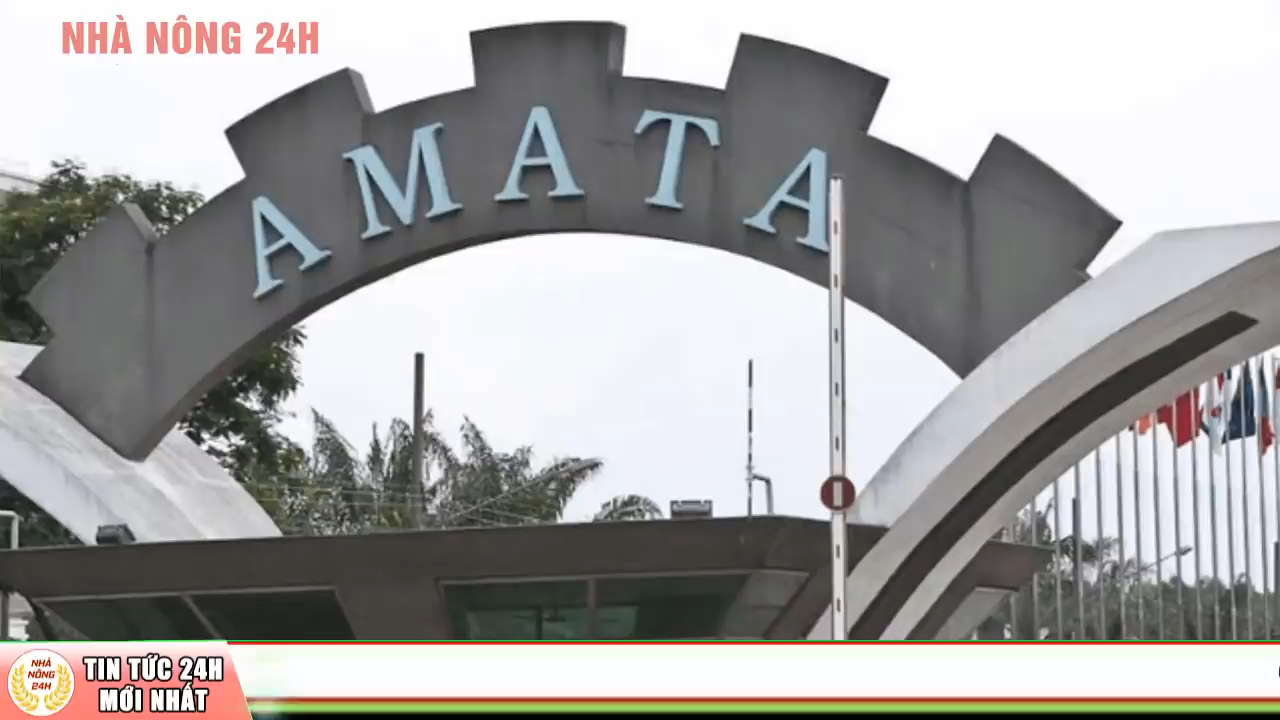 NHÀ NÔNG 24H
AMATA
NHÀ
NÔNG
24H
TIN TỨC 24H
MỚI NHẤT